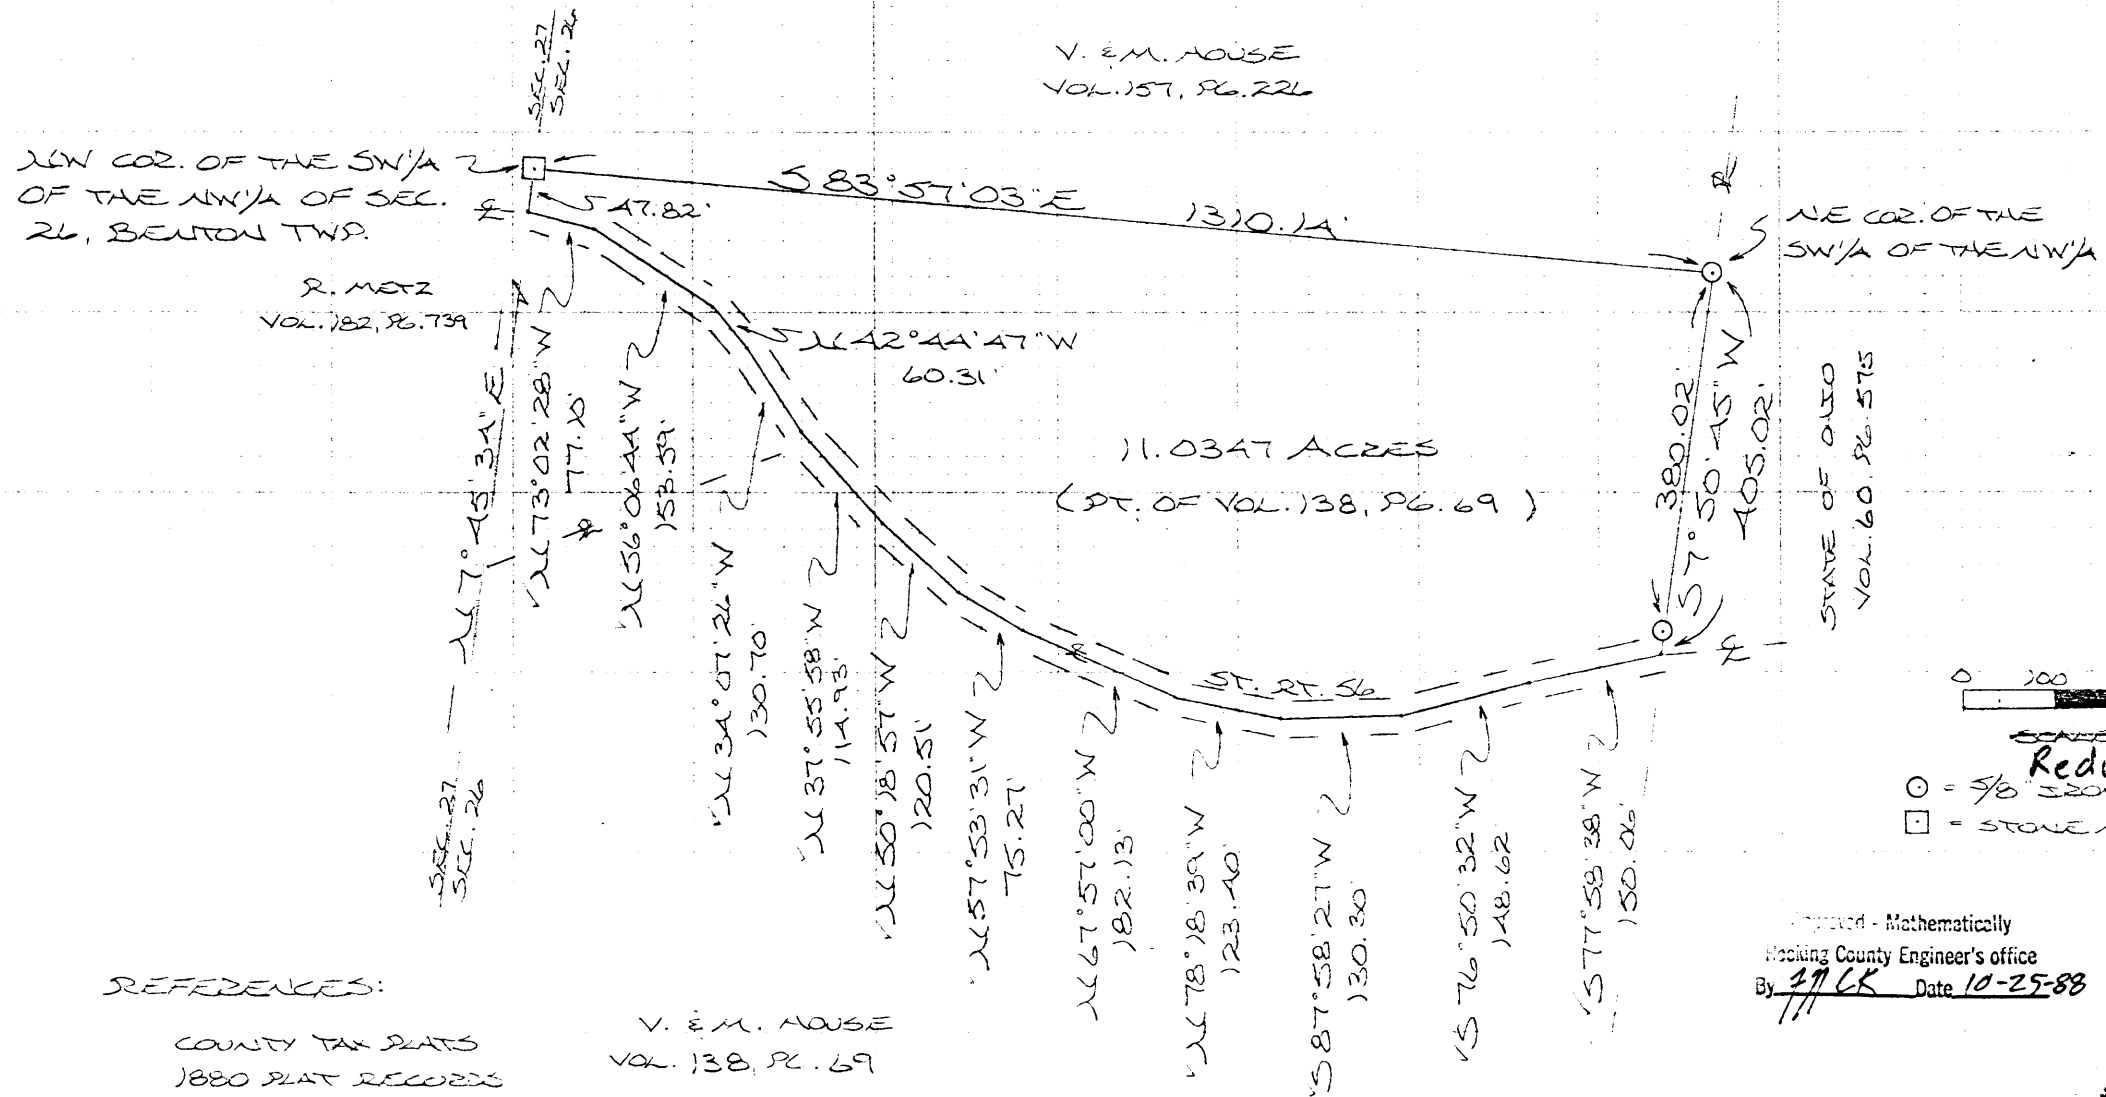 SEC. 27
SEC. 26
V. & M. HOUSE
VOL. 157, PG. 226
NW COR. OF THE SW 1/4
OF THE NW 1/4 OF SEC.
26, BENTON TWP.
47.82'
S 83° 57' 03" E 1310.14'
NE COR. OF THE
SW 1/4 OF THE NW 1/4
R. METZ
VOL. 182, PG. 739
N 42° 44' 47" W
60.31'
11.0347 ACRES
(PT. OF VOL. 138, PG. 69)
380.02'
S 7° 50' 45" W
405.02'
STATE OF OHIO
VOL. 60, PG. 575
N 7° 45' 34" E
N 73° 02' 28" W
77.10'
N 56° 06' 44" W
153.59'
N 34° 07' 26" W
130.70'
N 37° 55' 58" W
114.93'
N 50° 18' 57" W
120.51'
N 57° 53' 31" W
75.27'
N 67° 57' 00" W
182.13'
N 78° 18' 39" W
123.40'
S 87° 58' 27" W
130.30'
S 76° 50' 32" W
148.62'
S 77° 58' 38" W
150.06'
ST. RT. 56
SEC. 27
SEC. 26
0 100
Redu
= 5/8" IRO
= STONE
- Mathematically
Hocking County Engineer's office
By CK Date 10-25-88
REFERENCES:
COUNTY TAX PLATS
1880 PLAT RECORDS
V. & M. HOUSE
VOL. 138, PG. 69